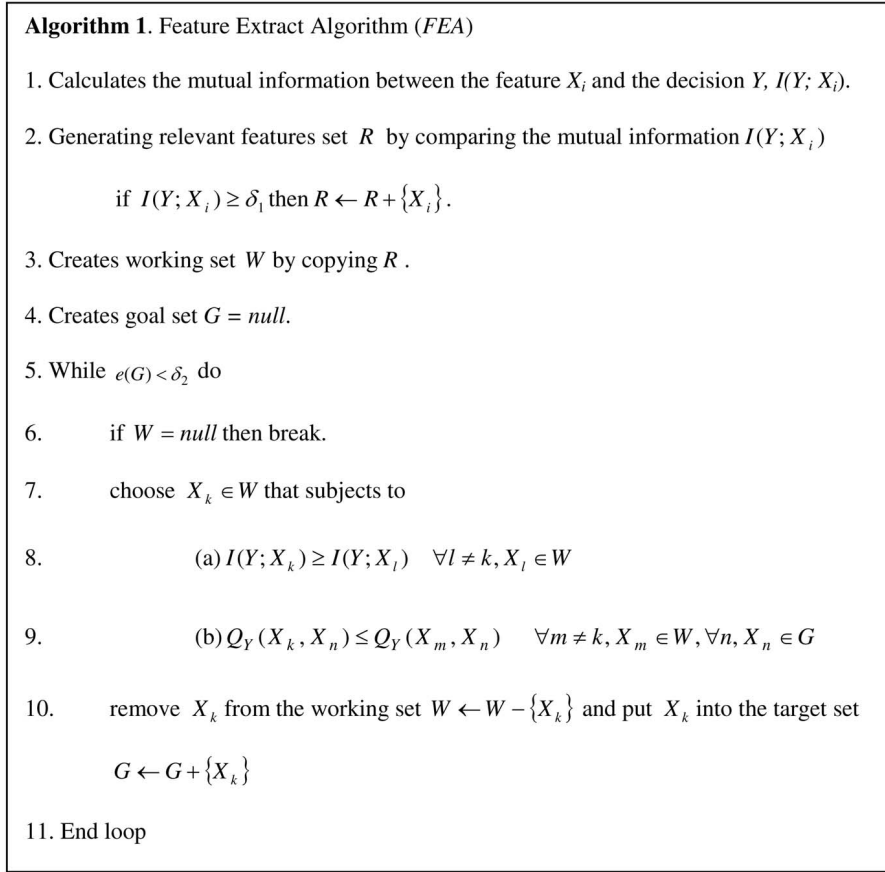 Algorithm 1. Feature Extract Algorithm (FEA)
1. Calculates the mutual information between the feature Xᵢ and the decision Y, I(Y; Xᵢ).
2. Generating relevant features set R by comparing the mutual information I(Y; Xᵢ)
if I(Y; Xᵢ) ≥ δ₁ then R ← R + {Xᵢ}.
3. Creates working set W by copying R .
4. Creates goal set G = null.
5. While e(G) < δ₂ do
6. if W = null then break.
7. choose Xₖ ∈ W that subjects to
8. (a) I(Y; Xₖ) ≥ I(Y; Xₗ) ∀l ≠ k, Xₗ ∈ W
9. (b) Q_Y(Xₖ, Xₙ) ≤ Q_Y(Xₘ, Xₙ) ∀m ≠ k, Xₘ ∈ W, ∀n, Xₙ ∈ G
10. remove Xₖ from the working set W ← W − {Xₖ} and put Xₖ into the target set
G ← G + {Xₖ}
11. End loop